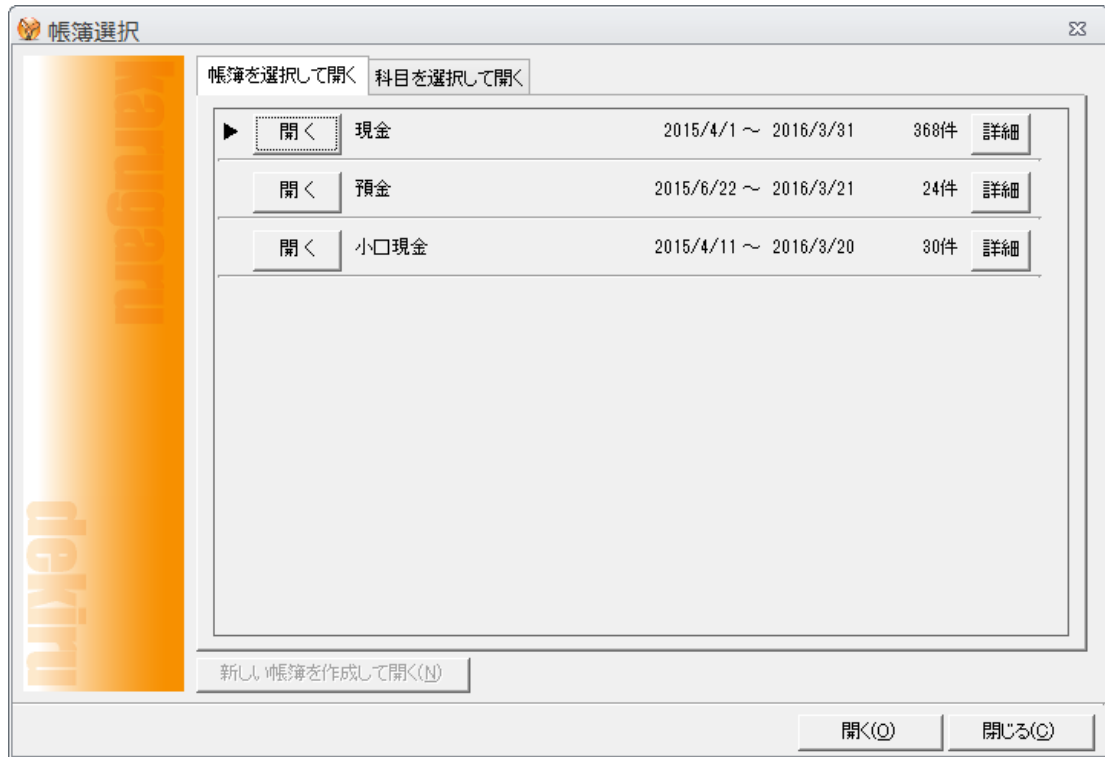 帳簿選択
karugaru
dekiru
帳簿を選択して開く 科目を選択して開く
開く 現金 2015/4/1～ 2016/3/31 368件 詳細
開く 預金 2015/6/22～ 2016/3/21 24件 詳細
開く 小口現金 2015/4/11～ 2016/3/20 30件 詳細
新しい帳簿を作成して開く(N)
開く(O) 閉じる(C)